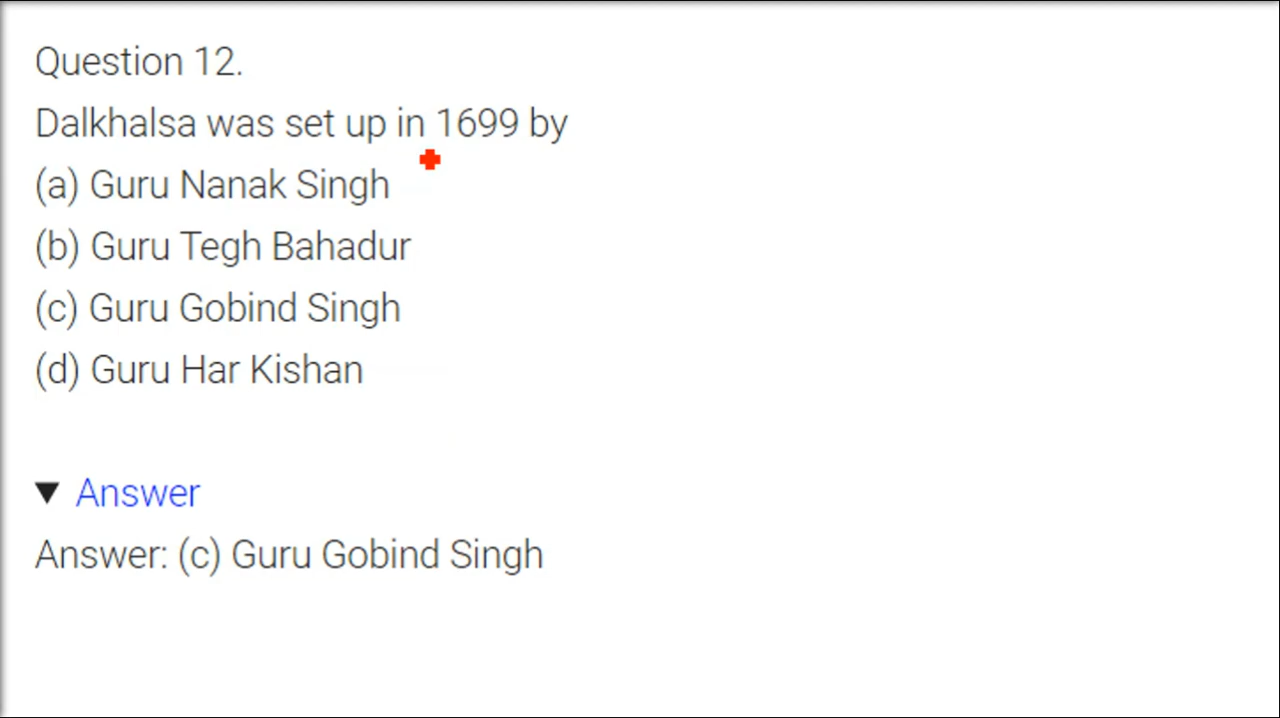 Question 12.
Dalkhalsa was set up in 1699 by
(a) Guru Nanak Singh
(b) Guru Tegh Bahadur
(c) Guru Gobind Singh
(d) Guru Har Kishan
▼ Answer
Answer: (c) Guru Gobind Singh